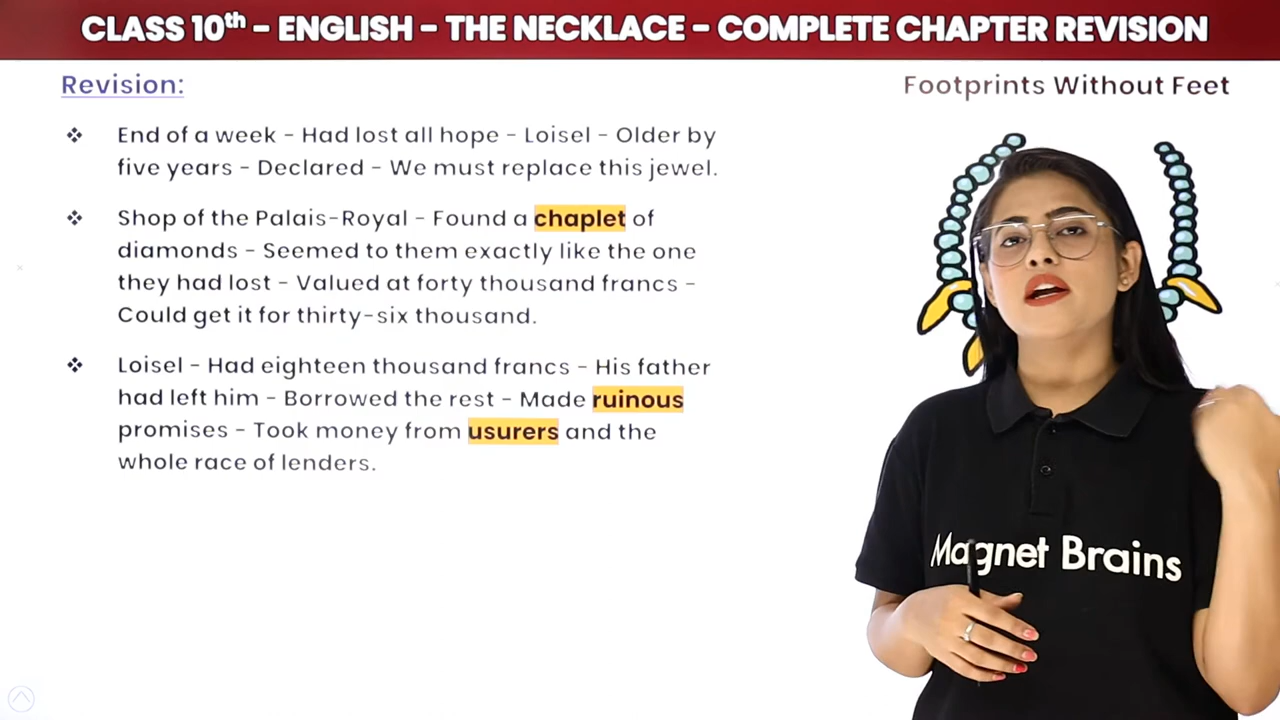 CLASS 10th – ENGLISH – THE NECKLACE – COMPLETE CHAPTER REVISION
Revision:
Footprints Without Feet
End of a week – Had lost all hope – Loisel – Older by
five years – Declared – We must replace this jewel.
Shop of the Palais-Royal – Found a chaplet of
diamonds – Seemed to them exactly like the one
they had lost – Valued at forty thousand francs –
Could get it for thirty-six thousand.
Loisel – Had eighteen thousand francs – His father
had left him – Borrowed the rest – Made ruinous
promises – Took money from usurers and the
whole race of lenders.
Magnet Brains